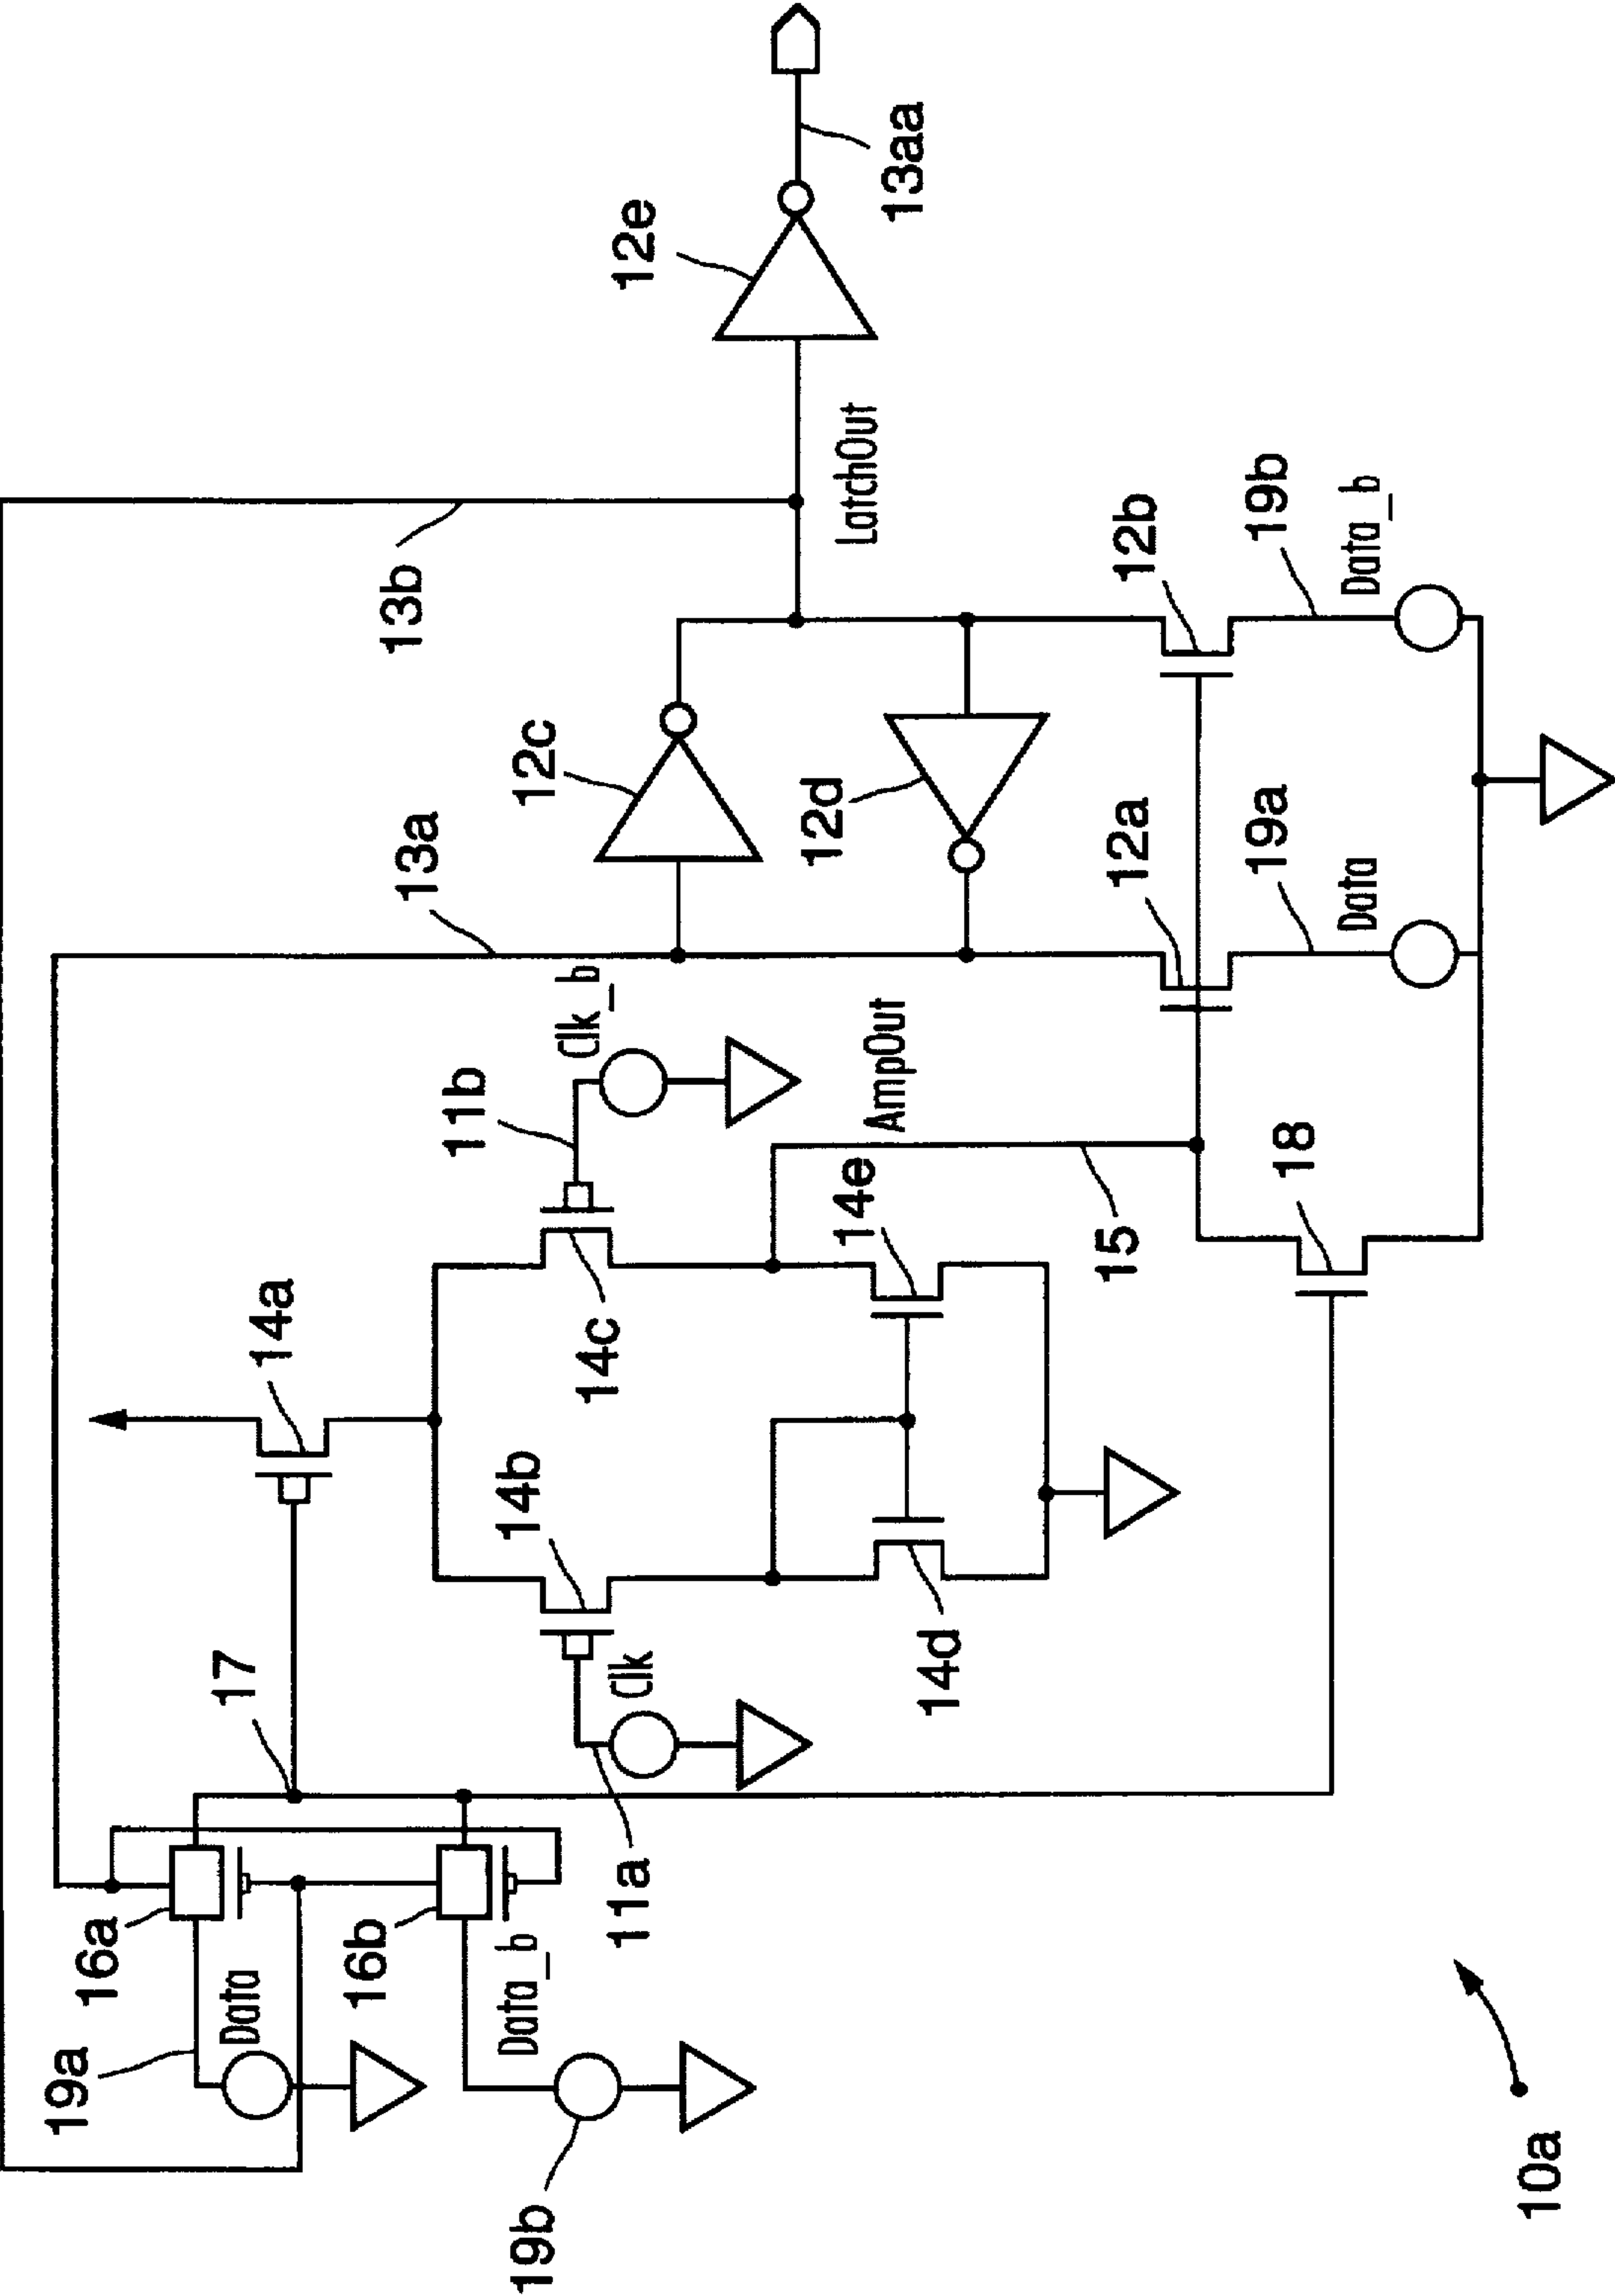 19a
Data
16a
19b
Data_b
16b
17
11a
Clk
14b
14a
14c
11b
Clk_b
14d
14e
AmpOut
15
18
13a
13b
12c
12d
12a
19a
Data
12b
19b
Data_b
LatchOut
12e
13aa
10a